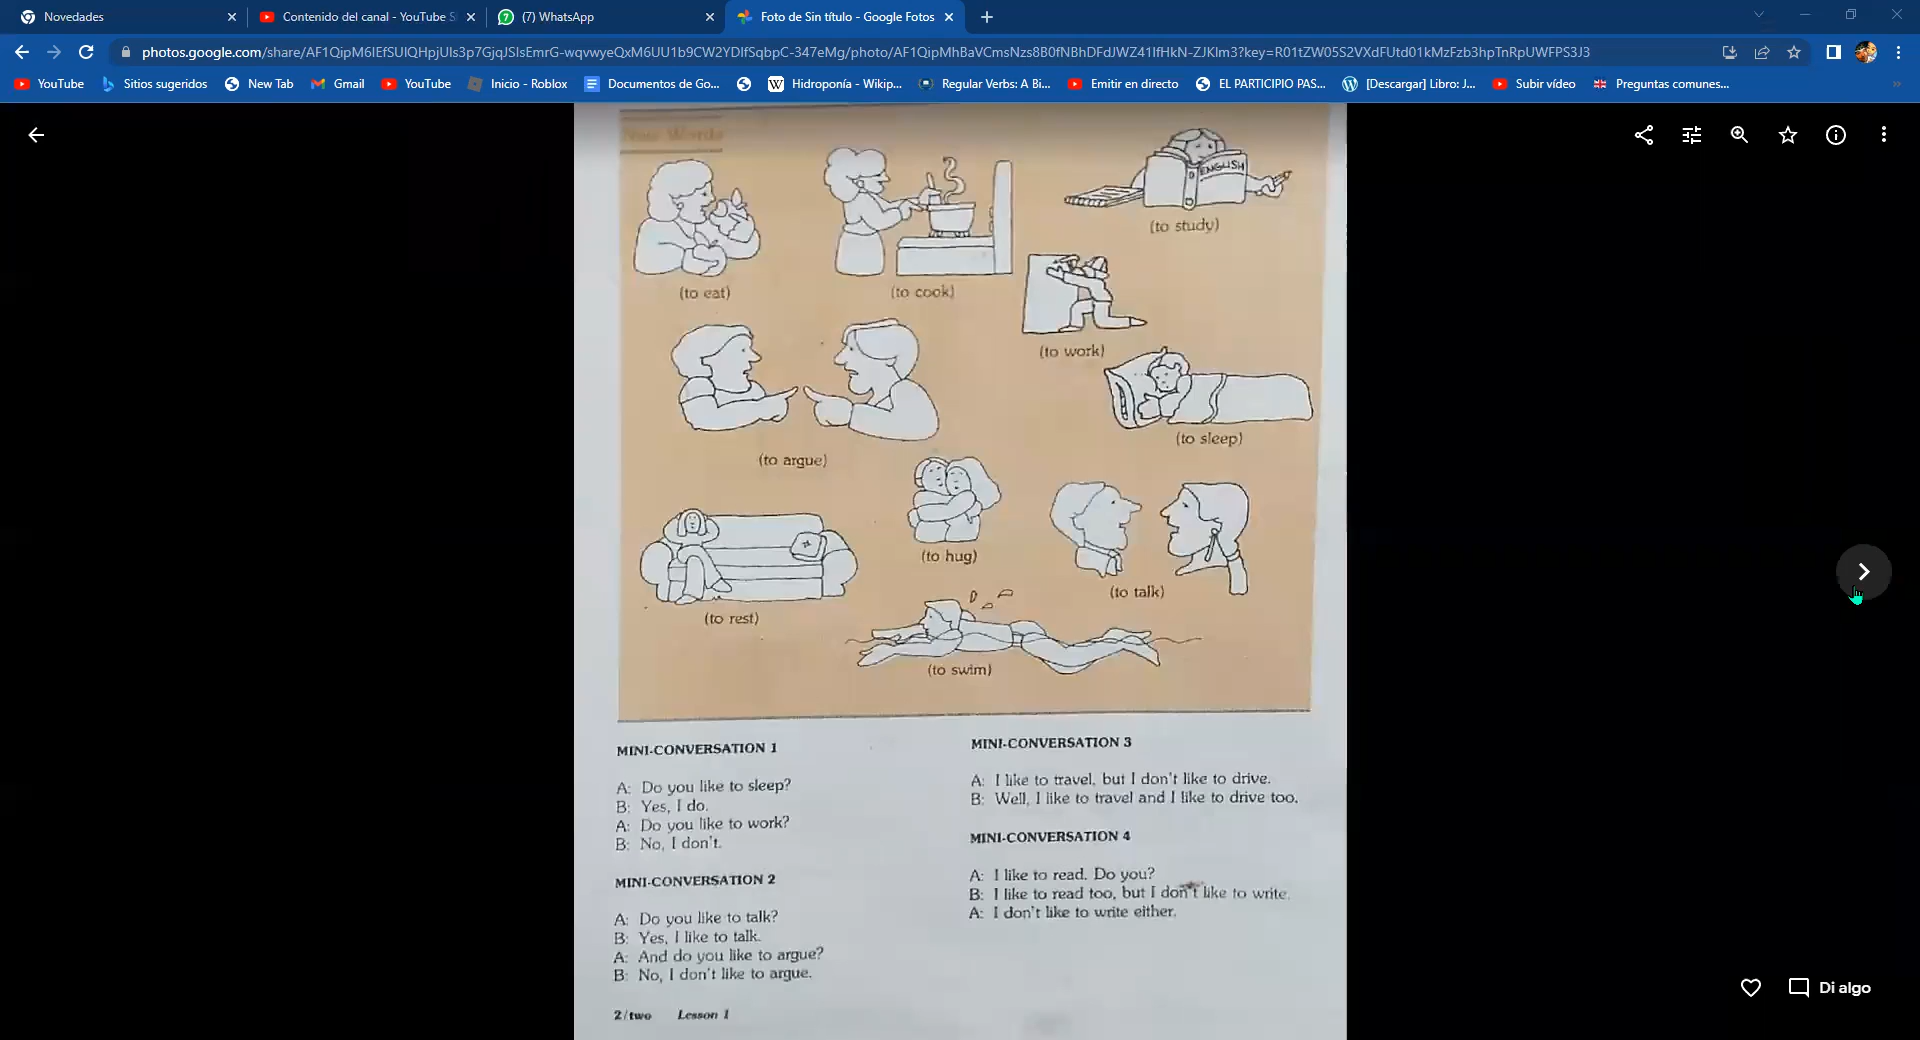 Novedades
Contenido del canal - YouTube S
(7) WhatsApp
Foto de Sin título - Google Fotos
photos.google.com/share/AF1QipM6lEfSUlQHpjUls3p7GjqJSlsEmrG-wqvwyeQxM6UU1b9CW2YDlfSqbpC-347eMg/photo/AF1QipMhBaVCmsNzs8B0fNBhDFdJWZ41IfHkN-ZJKlm3?key=R01tZW05S2VXdFUtd01kMzFzb3hpTnRpUWFPS3J3
YouTube
Sitios sugeridos
New Tab
Gmail
YouTube
Inicio - Roblox
Documentos de Go...
Hidroponía - Wikip...
Regular Verbs: A Bi...
Emitir en directo
EL PARTICIPIO PAS...
[Descargar] Libro: J...
Subir vídeo
Preguntas comunes...
New Words
ENGLISH
(to study)
(to eat)
(to cook)
(to work)
(to sleep)
(to argue)
(to hug)
(to talk)
(to rest)
(to swim)
MINI-CONVERSATION 1
A: Do you like to sleep?
B: Yes, I do.
A: Do you like to work?
B: No, I don't.
MINI-CONVERSATION 2
A: Do you like to talk?
B: Yes, I like to talk.
A: And do you like to argue?
B: No, I don't like to argue.
MINI-CONVERSATION 3
A: I like to travel, but I don't like to drive.
B: Well, I like to travel and I like to drive too.
MINI-CONVERSATION 4
A: I like to read. Do you?
B: I like to read too, but I don't like to write.
A: I don't like to write either.
2/two Lesson 1
Di algo